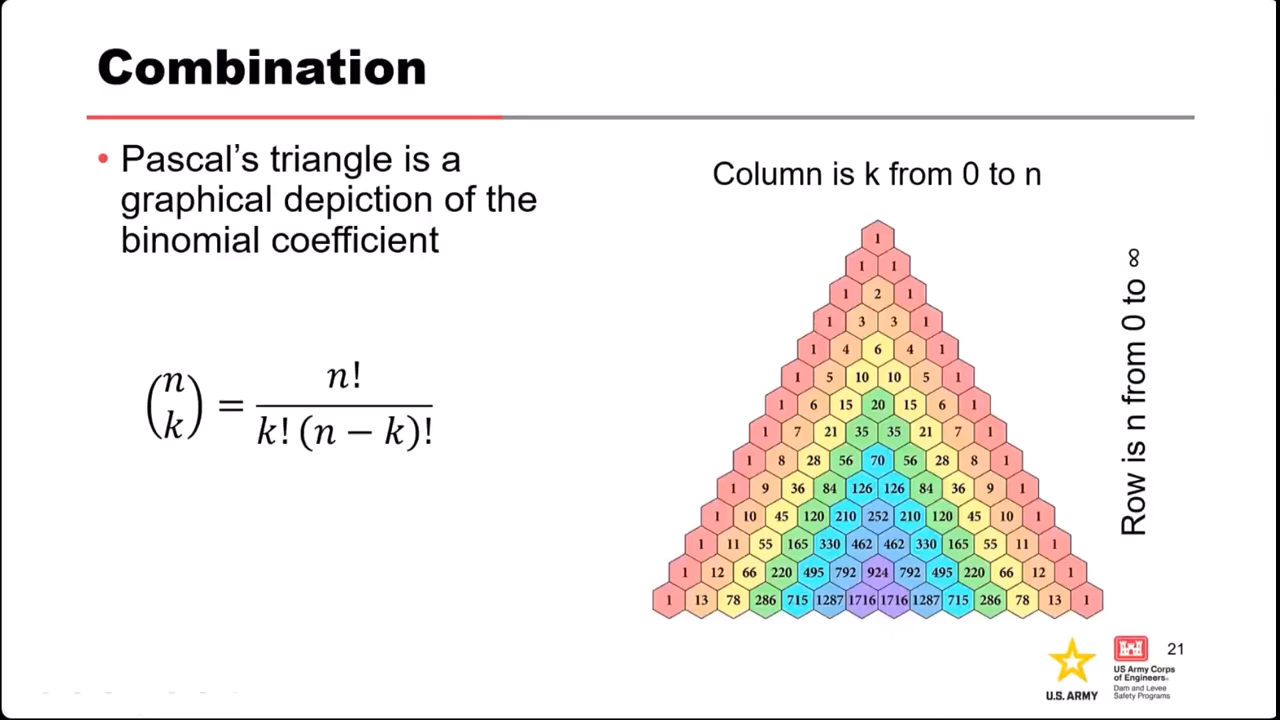 Combination
• Pascal's triangle is a
graphical depiction of the
binomial coefficient
(n k) = n! / k! (n − k)!
Column is k from 0 to n
1
1 1
1 2 1
1 3 3 1
1 4 6 4 1
1 5 10 10 5 1
1 6 15 20 15 6 1
1 7 21 35 35 21 7 1
1 8 28 56 70 56 28 8 1
1 9 36 84 126 126 84 36 9 1
1 10 45 120 210 252 210 120 45 10 1
1 11 55 165 330 462 462 330 165 55 11 1
1 12 66 220 495 792 924 792 495 220 66 12 1
1 13 78 286 715 1287 1716 1716 1287 715 286 78 13 1
Row is n from 0 to ∞
U.S. ARMY
US Army Corps
of Engineers®
Dam and Levee
Safety Programs
21